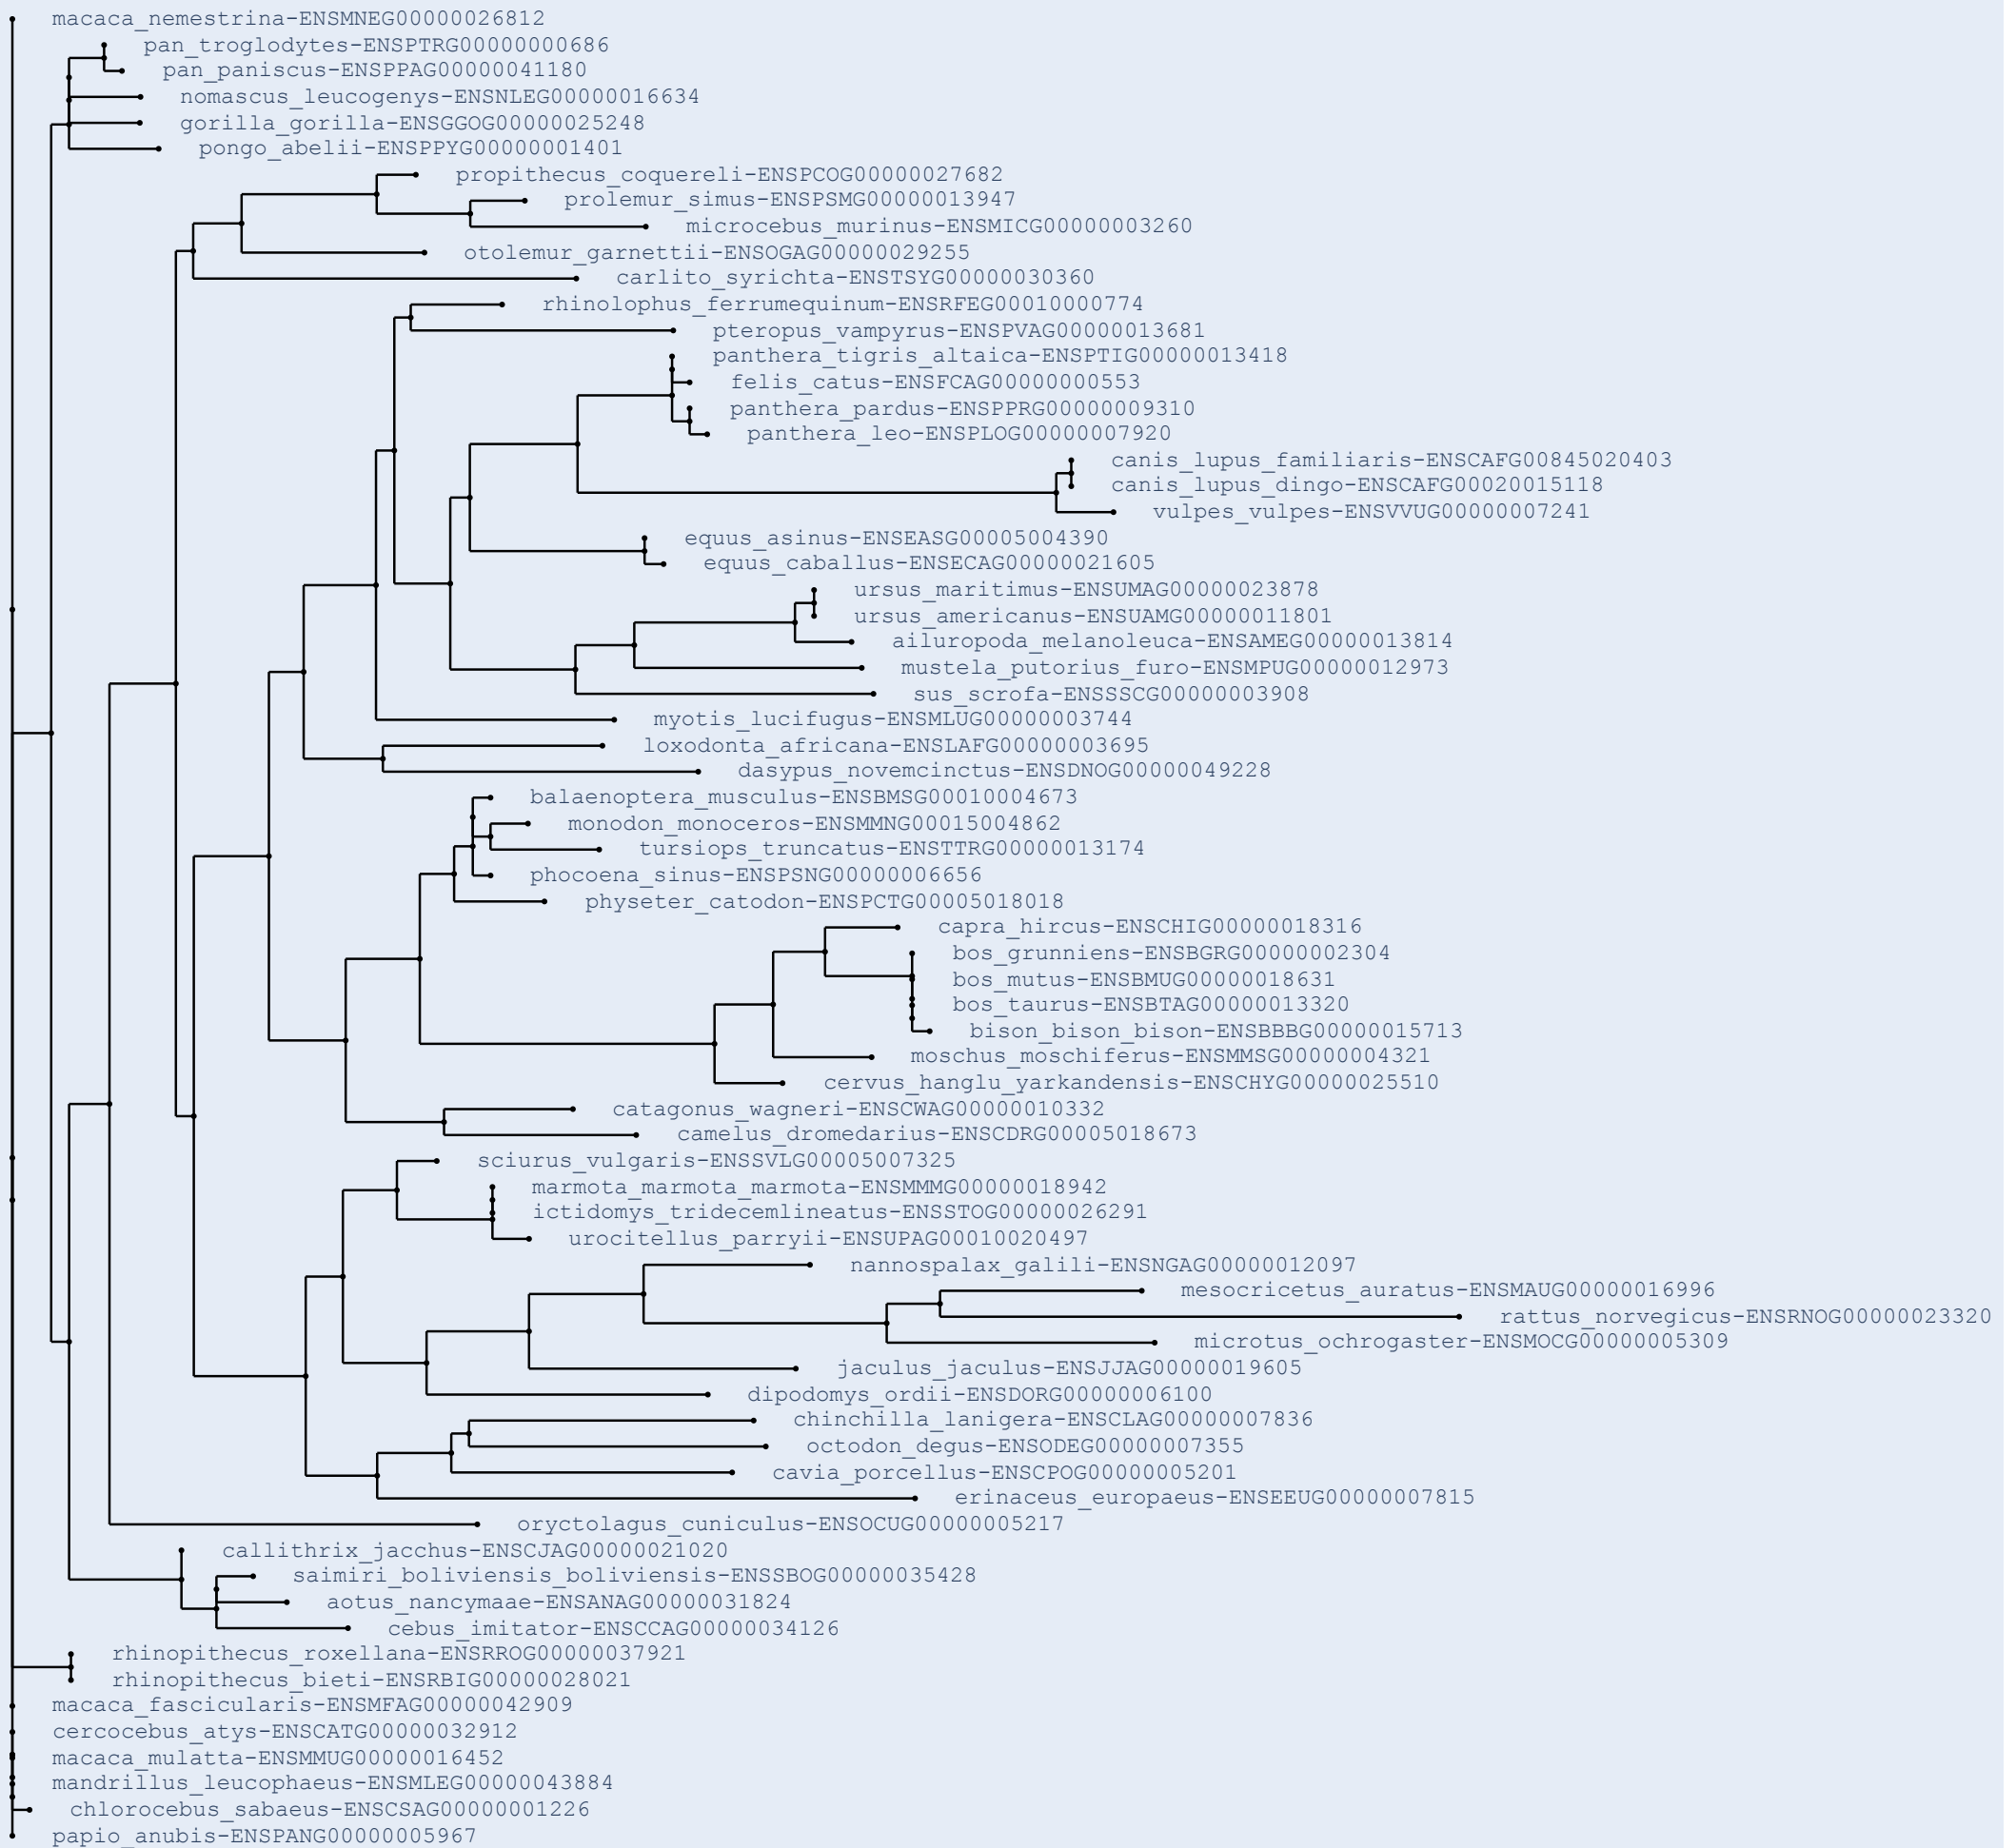 macaca_nemestrina-ENSMNEG00000026812
pan_troglodytes-ENSPTRG00000000686
pan_paniscus-ENSPPAG00000041180
nomascus_leucogenys-ENSNLEG00000016634
gorilla_gorilla-ENSGGOG00000025248
pongo_abelii-ENSPPYG00000001401
propithecus_coquereli-ENSPCOG00000027682
prolemur_simus-ENSPSMG00000013947
microcebus_murinus-ENSMICG00000003260
otolemur_garnettii-ENSOGAG00000029255
carlito_syrichta-ENSTSYG00000030360
rhinolophus_ferrumequinum-ENSRFEG00010000774
pteropus_vampyrus-ENSPVAG00000013681
panthera_tigris_altaica-ENSPTIG00000013418
felis_catus-ENSFCAG00000000553
panthera_pardus-ENSPPRG00000009310
panthera_leo-ENSPLOG00000007920
canis_lupus_familiaris-ENSCAFG00845020403
canis_lupus_dingo-ENSCAFG00020015118
vulpes_vulpes-ENSVVUG00000007241
equus_asinus-ENSEASG00005004390
equus_caballus-ENSECAG00000021605
ursus_maritimus-ENSUMAG00000023878
ursus_americanus-ENSUAMG00000011801
ailuropoda_melanoleuca-ENSAMEG00000013814
mustela_putorius_furo-ENSMPUG00000012973
sus_scrofa-ENSSSCG00000003908
myotis_lucifugus-ENSMLUG00000003744
loxodonta_africana-ENSLAFG00000003695
dasypus_novemcinctus-ENSDNOG00000049228
balaenoptera_musculus-ENSBMSG00010004673
monodon_monoceros-ENSMMNG00015004862
tursiops_truncatus-ENSTTRG00000013174
phocoena_sinus-ENSPSNG00000006656
physeter_catodon-ENSPCTG00005018018
capra_hircus-ENSCHIG00000018316
bos_grunniens-ENSBGRG00000002304
bos_mutus-ENSBMUG00000018631
bos_taurus-ENSBTAG00000013320
bison_bison_bison-ENSBBBG00000015713
moschus_moschiferus-ENSMMSG00000004321
cervus_hanglu_yarkandensis-ENSCHYG00000025510
catagonus_wagneri-ENSCWAG00000010332
camelus_dromedarius-ENSCDRG00005018673
sciurus_vulgaris-ENSSVLG00005007325
marmota_marmota_marmota-ENSMMMG00000018942
ictidomys_tridecemlineatus-ENSSTOG00000026291
urocitellus_parryii-ENSUPAG00010020497
nannospalax_galili-ENSNGAG00000012097
mesocricetus_auratus-ENSMAUG00000016996
rattus_norvegicus-ENSRNOG00000023320
microtus_ochrogaster-ENSMOCG00000005309
jaculus_jaculus-ENSJJAG00000019605
dipodomys_ordii-ENSDORG00000006100
chinchilla_lanigera-ENSCLAG00000007836
octodon_degus-ENSODEG00000007355
cavia_porcellus-ENSCPOG00000005201
erinaceus_europaeus-ENSEEUG00000007815
oryctolagus_cuniculus-ENSOCUG00000005217
callithrix_jacchus-ENSCJAG00000021020
saimiri_boliviensis_boliviensis-ENSSBOG00000035428
aotus_nancymaae-ENSANAG00000031824
cebus_imitator-ENSCCAG00000034126
rhinopithecus_roxellana-ENSRROG00000037921
rhinopithecus_bieti-ENSRBIG00000028021
macaca_fascicularis-ENSMFAG00000042909
cercocebus_atys-ENSCATG00000032912
macaca_mulatta-ENSMMUG00000016452
mandrillus_leucophaeus-ENSMLEG00000043884
chlorocebus_sabaeus-ENSCSAG00000001226
papio_anubis-ENSPANG00000005967